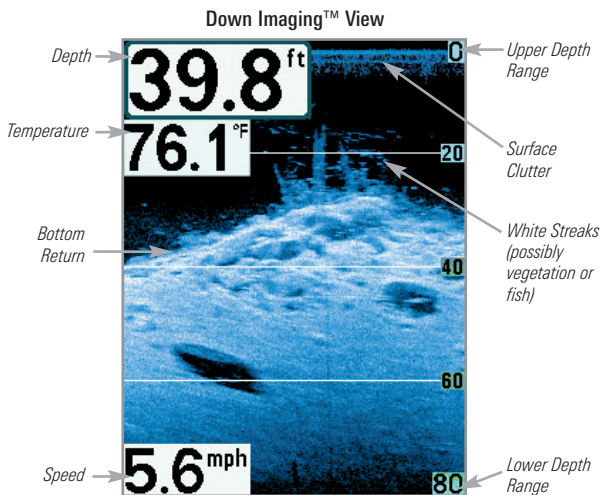 Down Imaging™ View
Depth
39.8 ft
0
Upper Depth
Range
Temperature
76.1 °F
Surface
Clutter
20
White Streaks
(possibly
vegetation or
fish)
Bottom
Return
40
60
Speed
5.6 mph
80
Lower Depth
Range